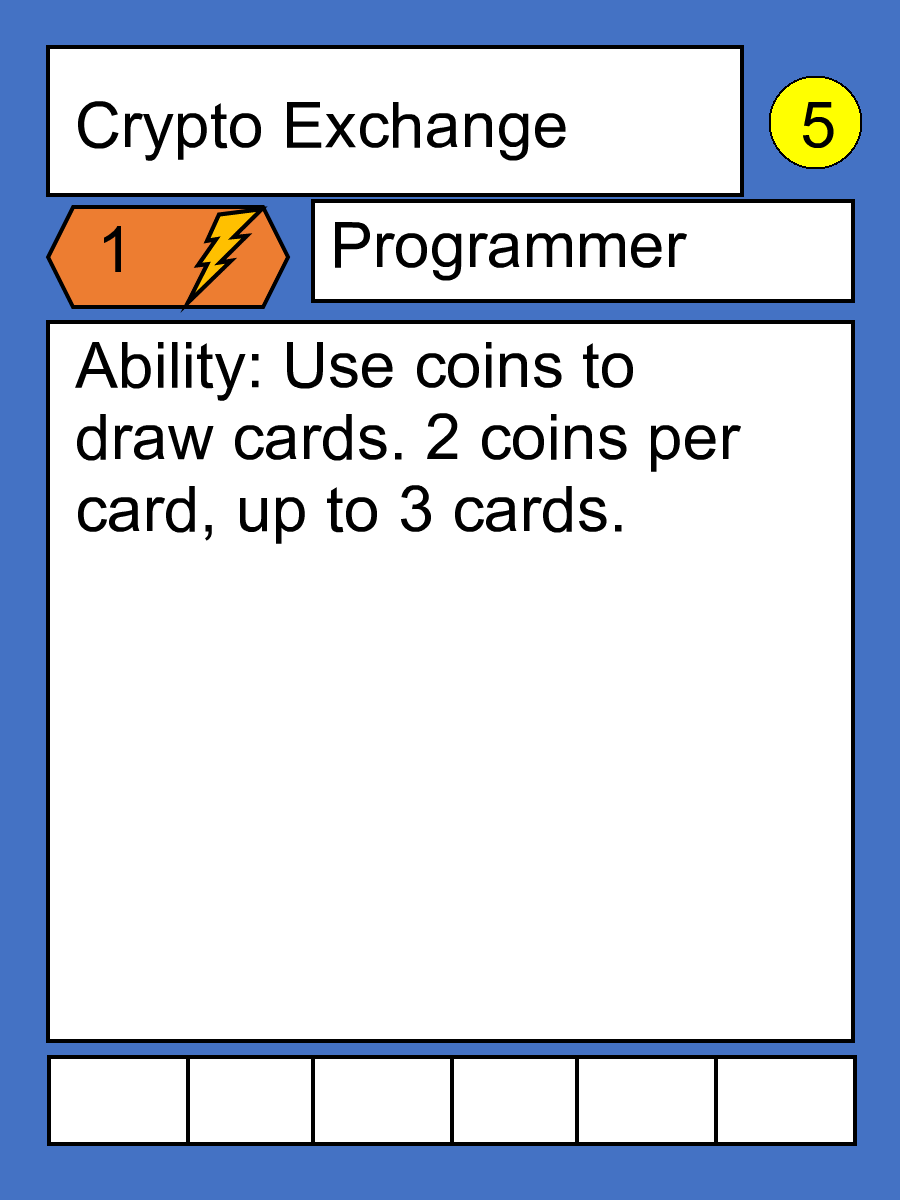 Crypto Exchange
5
1
Programmer
Ability: Use coins to
draw cards. 2 coins per
card, up to 3 cards.